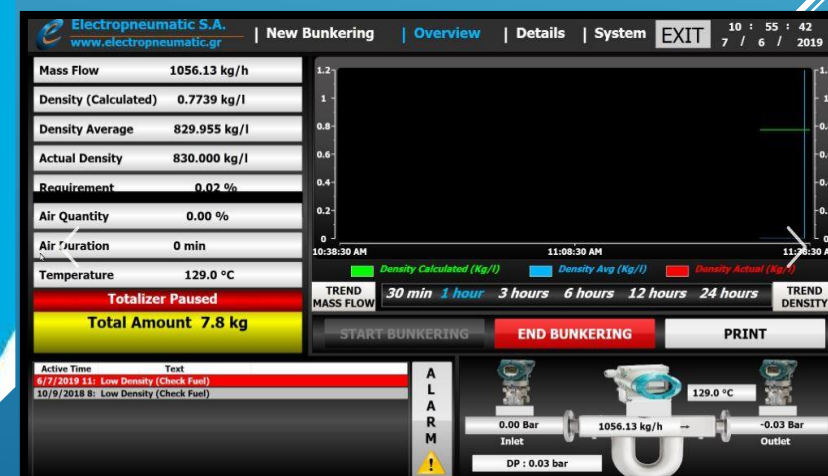 Electropneumatic S.A.
www.electropneumatic.gr
| New Bunkering | Overview | Details | System EXIT
10 : 55 : 42
7 / 6 / 2019
Mass Flow 1056.13 kg/h
Density (Calculated) 0.7739 kg/l
Density Average 829.955 kg/l
Actual Density 830.000 kg/l
Requirement 0.02 %
Air Quantity 0.00 %
Air Duration 0 min
Temperature 129.0 °C
Totalizer Paused
Total Amount 7.8 kg
1.2
1
0.8
0.6
0.4
0.2
0
10:38:30 AM 11:08:30 AM
Density Calculated (Kg/l) Density Avg (Kg/l) Density Actual (Kg/l)
TREND MASS FLOW
30 min 1 hour 3 hours 6 hours 12 hours 24 hours
TREND DENSITY
START BUNKERING END BUNKERING PRINT
Active Time Text
6/7/2019 11: Low Density (Check Fuel)
10/9/2018 8: Low Density (Check Fuel)
ALARM
129.0 °C
0.00 Bar 1056.13 kg/h → -0.03 Bar
Inlet Outlet
DP : 0.03 bar